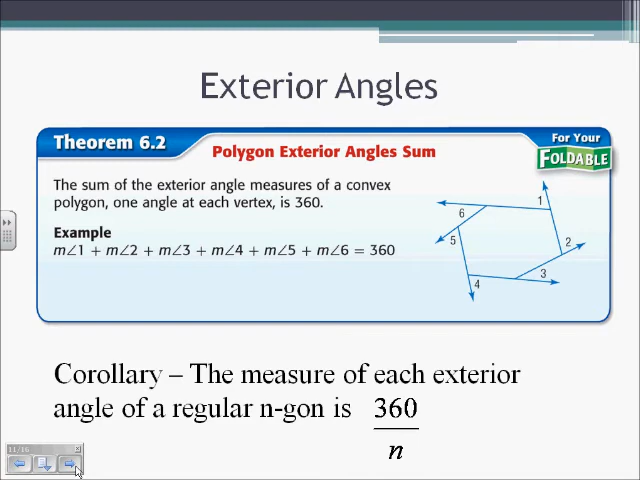 Exterior Angles
Theorem 6.2
Polygon Exterior Angles Sum
For Your
FOLDABLE
The sum of the exterior angle measures of a convex
polygon, one angle at each vertex, is 360.
Example
m∠1 + m∠2 + m∠3 + m∠4 + m∠5 + m∠6 = 360
1
2
3
4
5
6
Corollary – The measure of each exterior
angle of a regular n-gon is 360
n
11/16